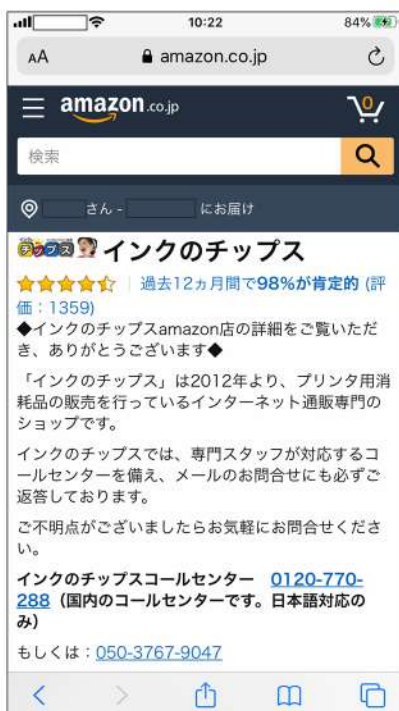 10:22
84%
AA
amazon.co.jp
amazon.co.jp
0
検索
さん -
にお届け
チップス
インクのチップス
過去12ヵ月間で98%が肯定的 (評
価：1359)
◆インクのチップスamazon店の詳細をご覧いただ
き、ありがとうございます◆
「インクのチップス」は2012年より、プリンタ用消
耗品の販売を行っているインターネット通販専門の
ショップです。
インクのチップスでは、専門スタッフが対応するコ
ールセンターを備え、メールのお問合せにも必ずご
返答しております。
ご不明点がございましたらお気軽にお問合せくださ
い。
インクのチップスコールセンター 0120-770-
288（国内のコールセンターです。日本語対応の
み）
もしくは：050-3767-9047